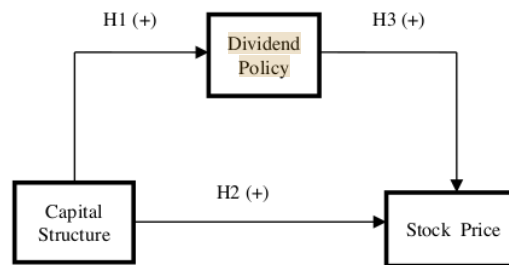 H1 (+)
H3 (+)
Dividend
Policy
H2 (+)
Capital
Structure
Stock Price